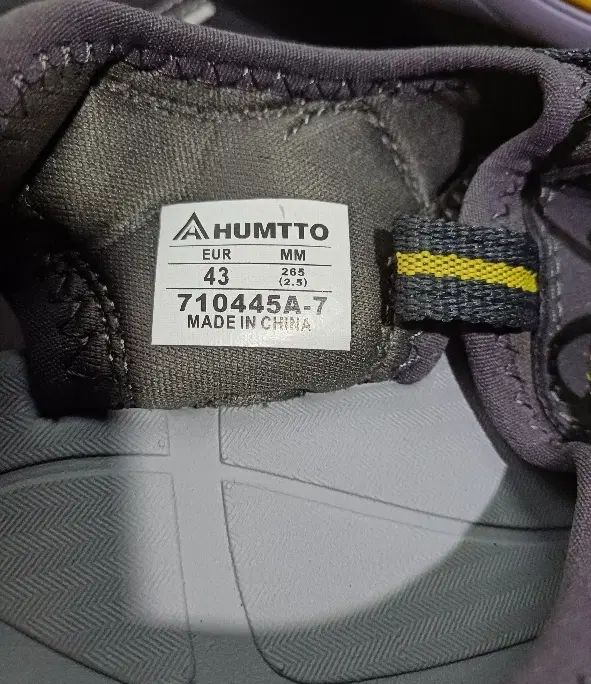 HUMTTO
EUR MM
43 265 (2.5)
710445A-7
MADE IN CHINA